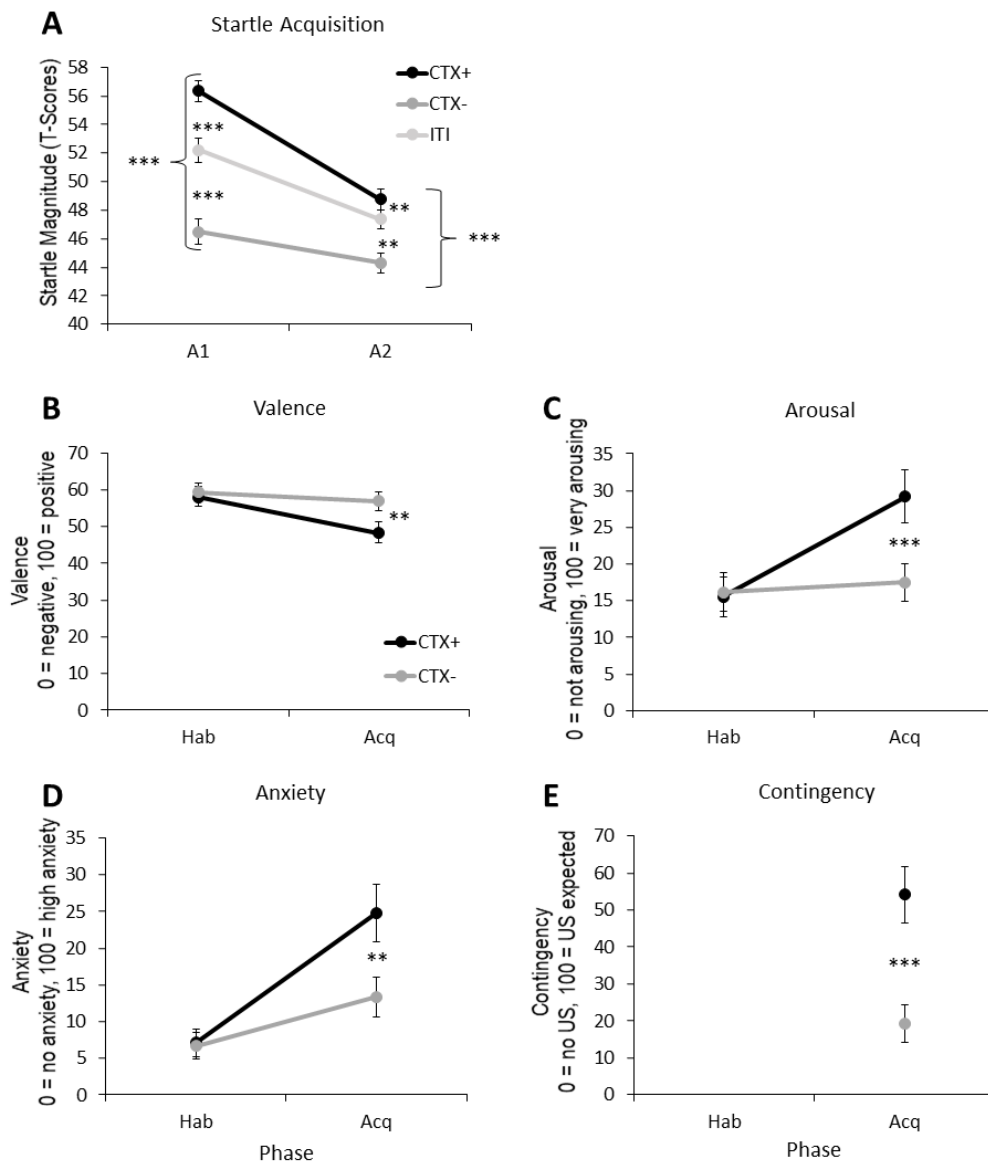 A
Startle Acquisition
Startle Magnitude (T-Scores)
58
56
54
52
50
48
46
44
42
40
CTX+
CTX-
ITI
***
***
***
**
**
***
A1
A2
B
Valence
Valence
0 = negative, 100 = positive
70
60
50
40
30
20
10
0
**
CTX+
CTX-
Hab
Acq
C
Arousal
Arousal
0 = not arousing, 100 = very arousing
35
30
25
20
15
10
5
0
***
Hab
Acq
D
Anxiety
Anxiety
0 = no anxiety, 100 = high anxiety
35
30
25
20
15
10
5
0
**
Hab
Acq
Phase
E
Contingency
Contingency
0 = no US, 100 = US expected
70
60
50
40
30
20
10
0
***
Hab
Acq
Phase